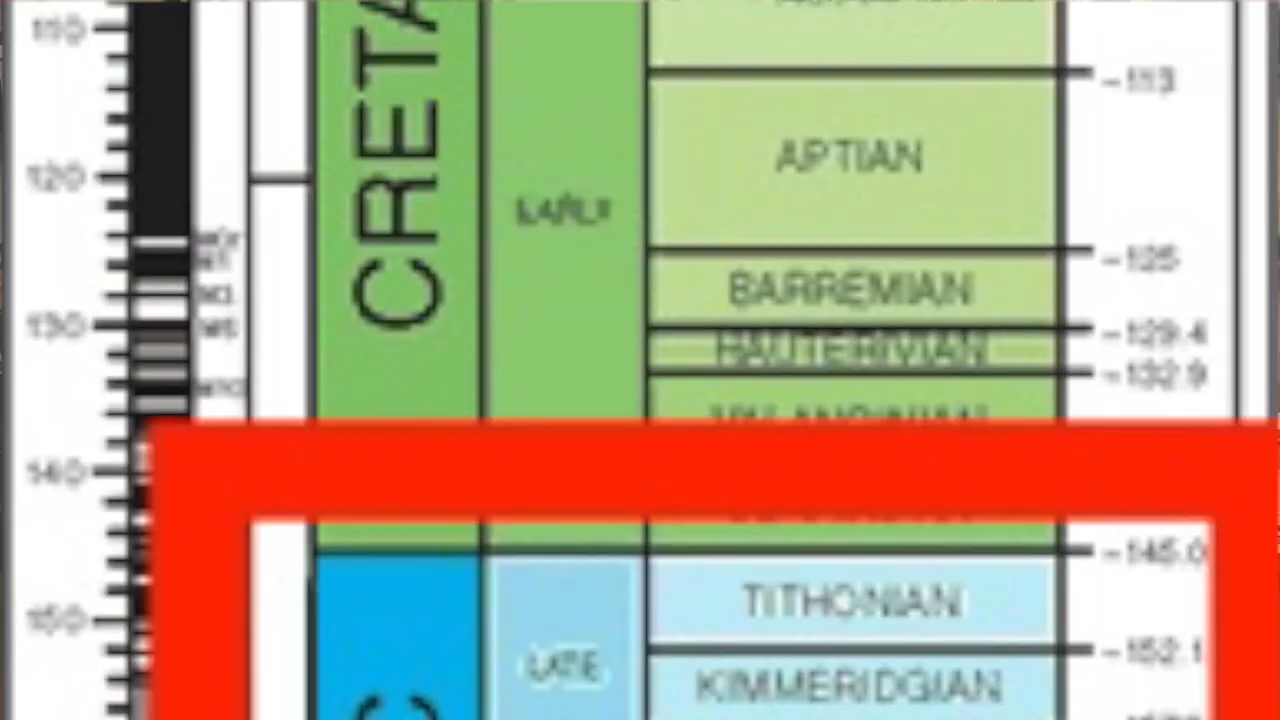 110
~113
APTIAN
120
EARLY
CRETA
~125
BARREMIAN
130
~129.4
HAUTERIVIAN
~132.9
140
~145.0
TITHONIAN
150
~152.1
LATE
KIMMERIDGIAN
C